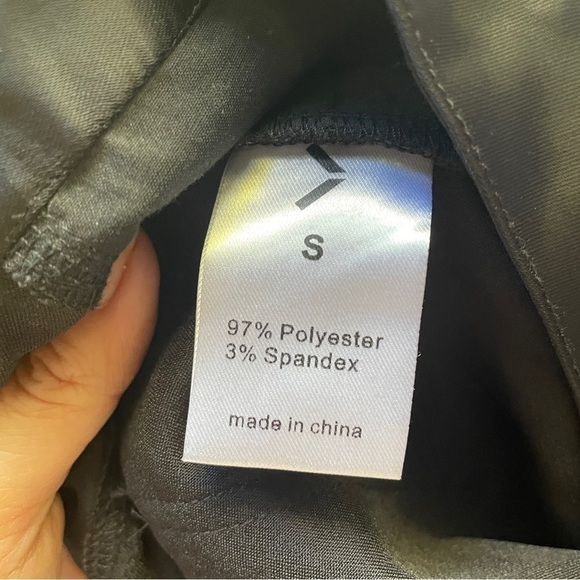 S
97% Polyester
3% Spandex
made in china